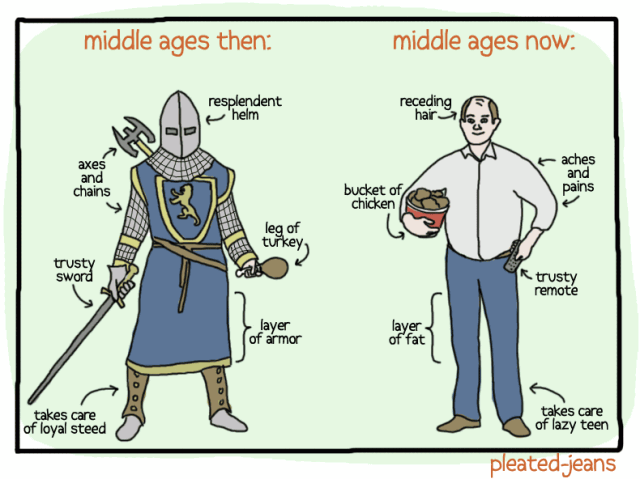 middle ages then:
resplendent
helm
axes
and
chains
leg of
turkey
trusty
sword
layer
of armor
takes care
of loyal steed
middle ages now:
receding
hair
aches
and
pains
bucket of
chicken
trusty
remote
layer
of fat
takes care
of lazy teen
pleated-jeans